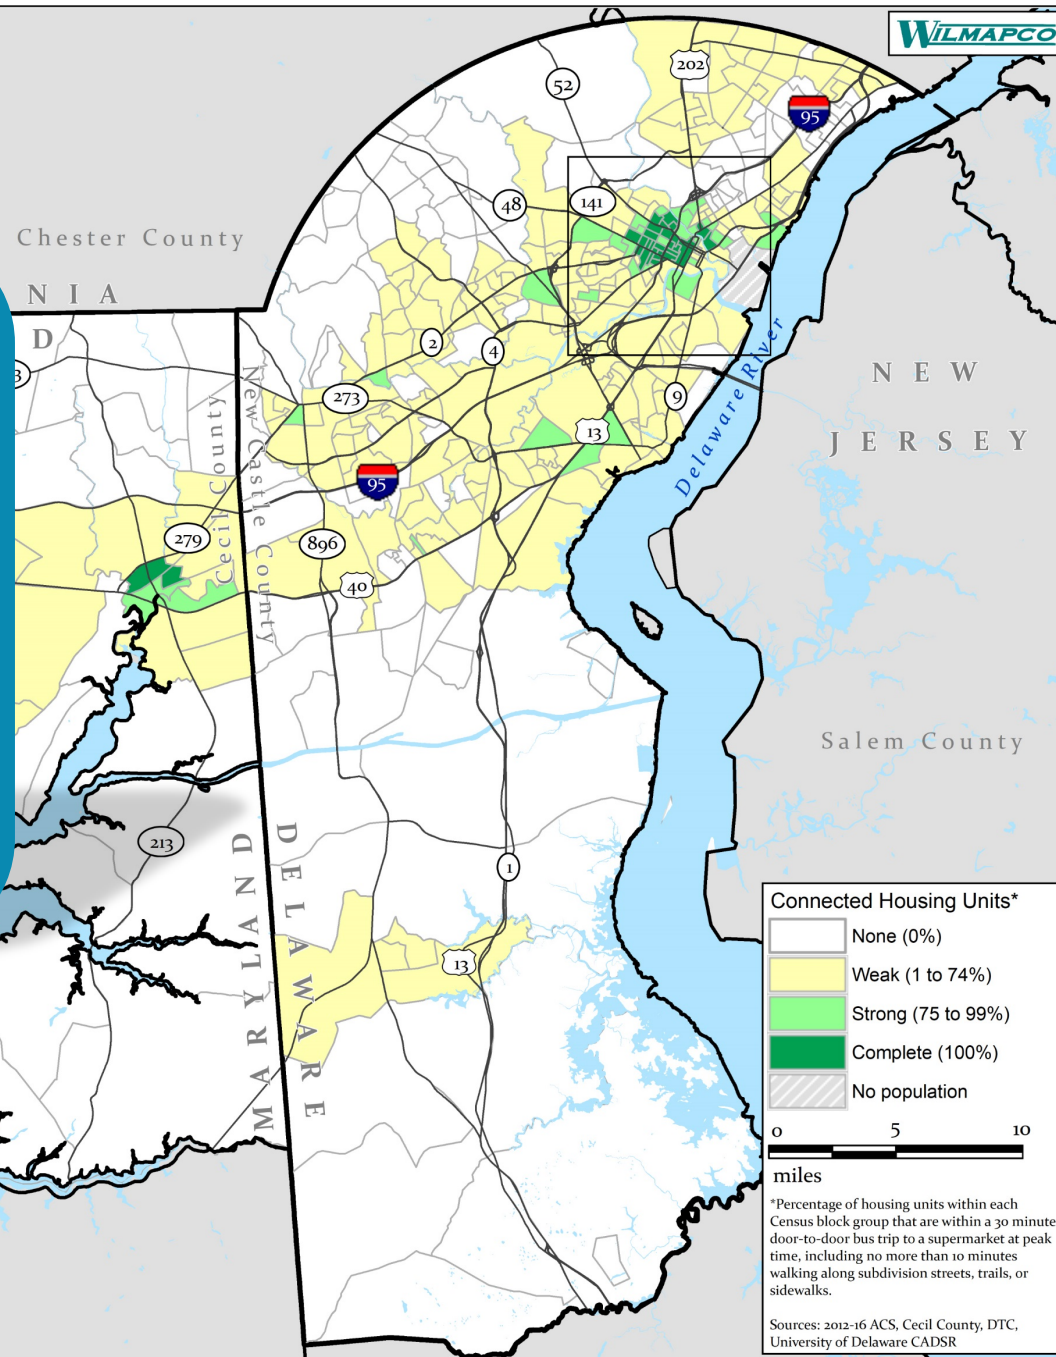 WILMAPCO
202
52
95
141
48
Chester County
N I A
D
3
2
4
273
9
13
Delaware River
NEW
JERSEY
New Castle County
Cecil County
95
279
896
40
Salem County
213
1
MARYLAND
DELAWARE
13
Connected Housing Units*
None (0%)
Weak (1 to 74%)
Strong (75 to 99%)
Complete (100%)
No population
0 5 10
miles
*Percentage of housing units within each
Census block group that are within a 30 minute
door-to-door bus trip to a supermarket at peak
time, including no more than 10 minutes
walking along subdivision streets, trails, or
sidewalks.
Sources: 2012-16 ACS, Cecil County, DTC,
University of Delaware CADSR